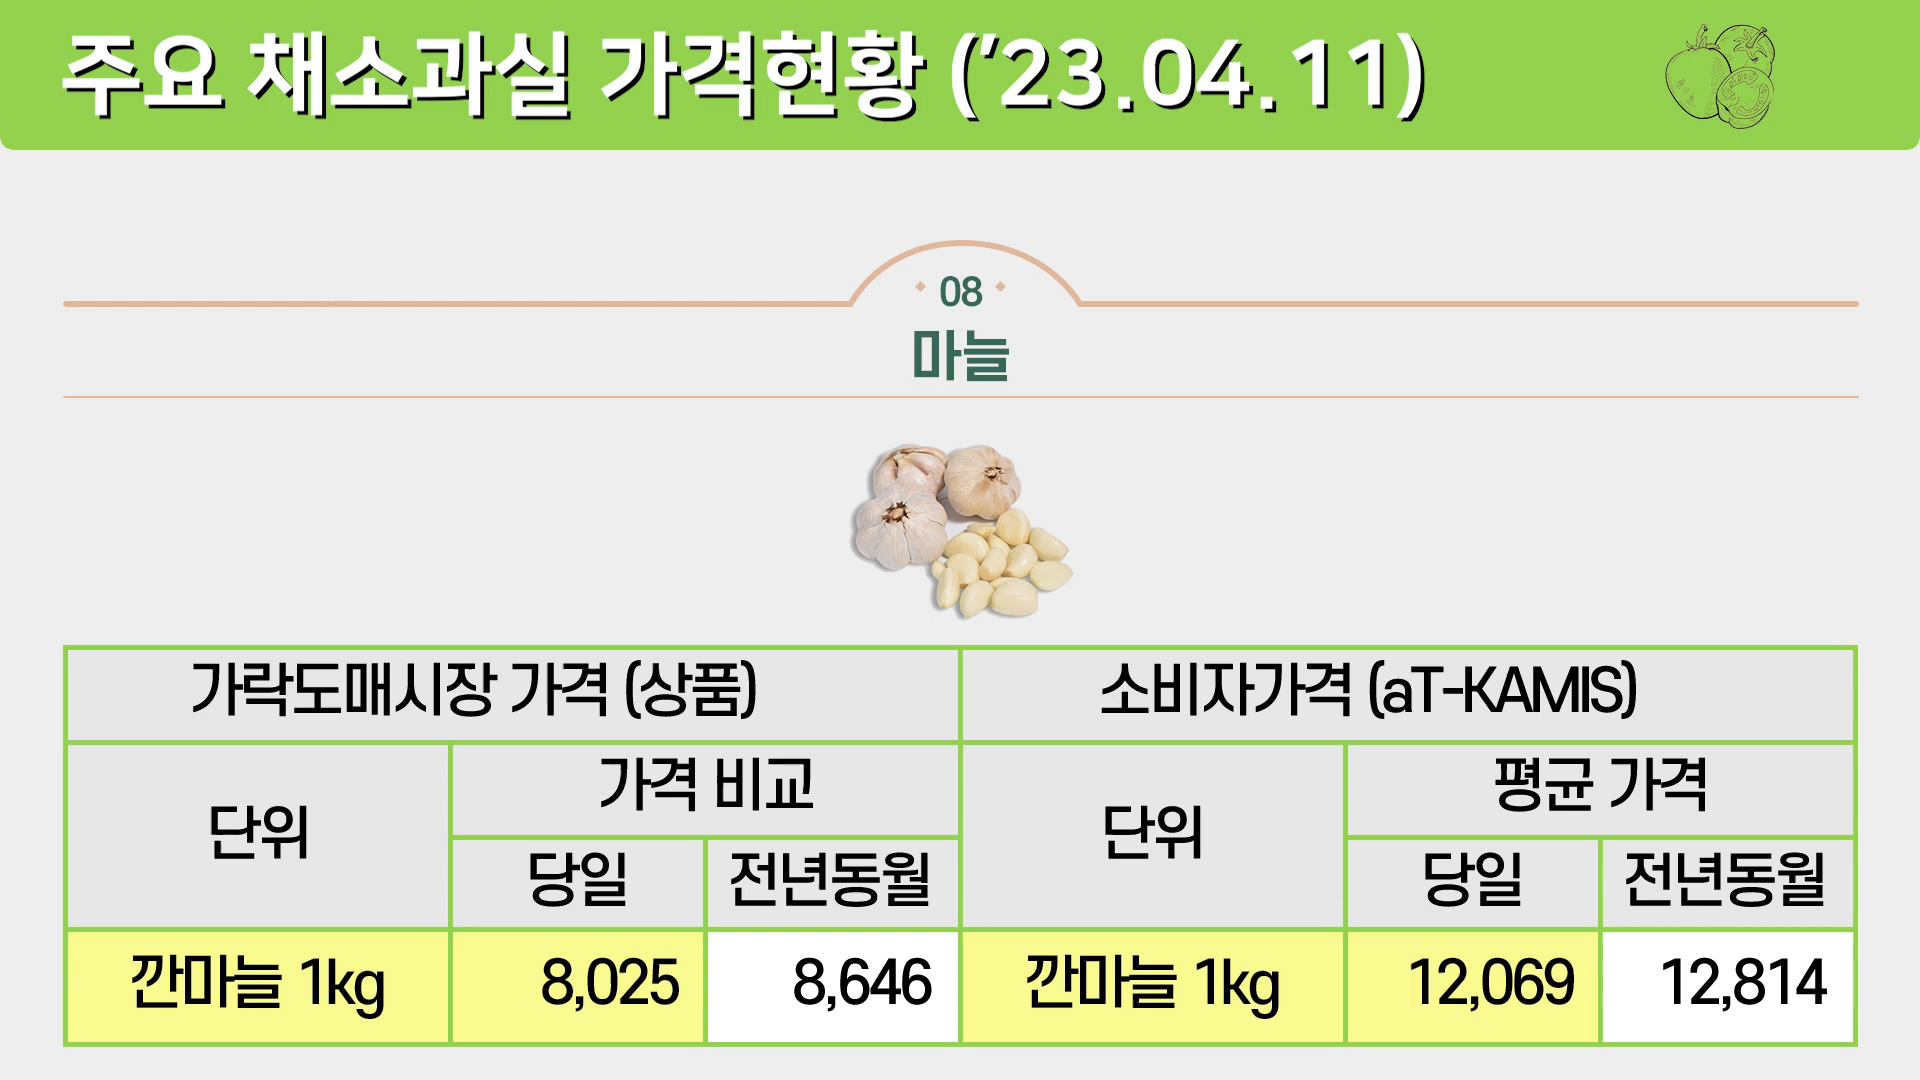 주요 채소과실 가격현황 (’23.04.11)
08
마늘
가락도매시장 가격 (상품) 소비자가격 (aT-KAMIS)
단위 가격 비교 단위 평균 가격
당일 전년동월 당일 전년동월
깐마늘 1kg 8,025 8,646 깐마늘 1kg 12,069 12,814